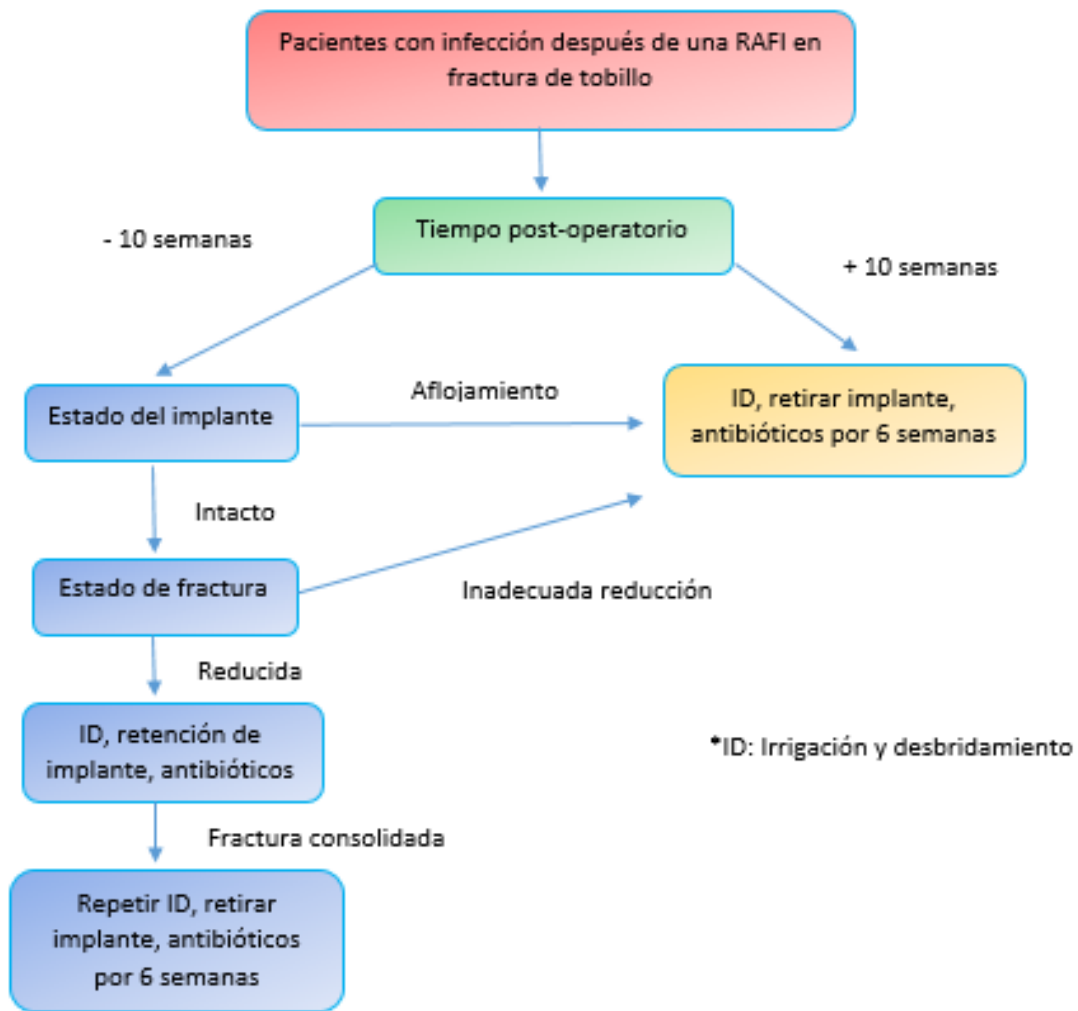 Pacientes con infección después de una RAFI en
fractura de tobillo
Tiempo post-operatorio
- 10 semanas
+ 10 semanas
Estado del implante
Aflojamiento
ID, retirar implante,
antibióticos por 6 semanas
Intacto
Estado de fractura
Inadecuada reducción
Reducida
ID, retención de
implante, antibióticos
*ID: Irrigación y desbridamiento
Fractura consolidada
Repetir ID, retirar
implante, antibióticos
por 6 semanas